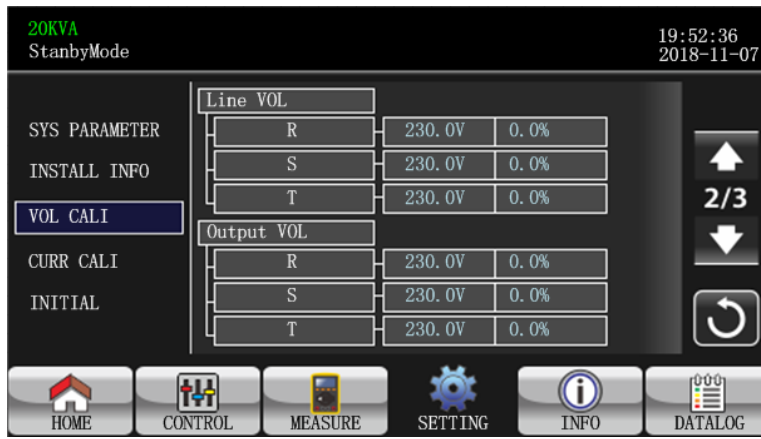 20KVA
StanbyMode
19:52:36
2018-11-07
SYS PARAMETER
INSTALL INFO
VOL CALI
CURR CALI
INITIAL
Line VOL
R 230.0V 0.0%
S 230.0V 0.0%
T 230.0V 0.0%
Output VOL
R 230.0V 0.0%
S 230.0V 0.0%
T 230.0V 0.0%
2/3
HOME CONTROL MEASURE SETTING INFO DATALOG